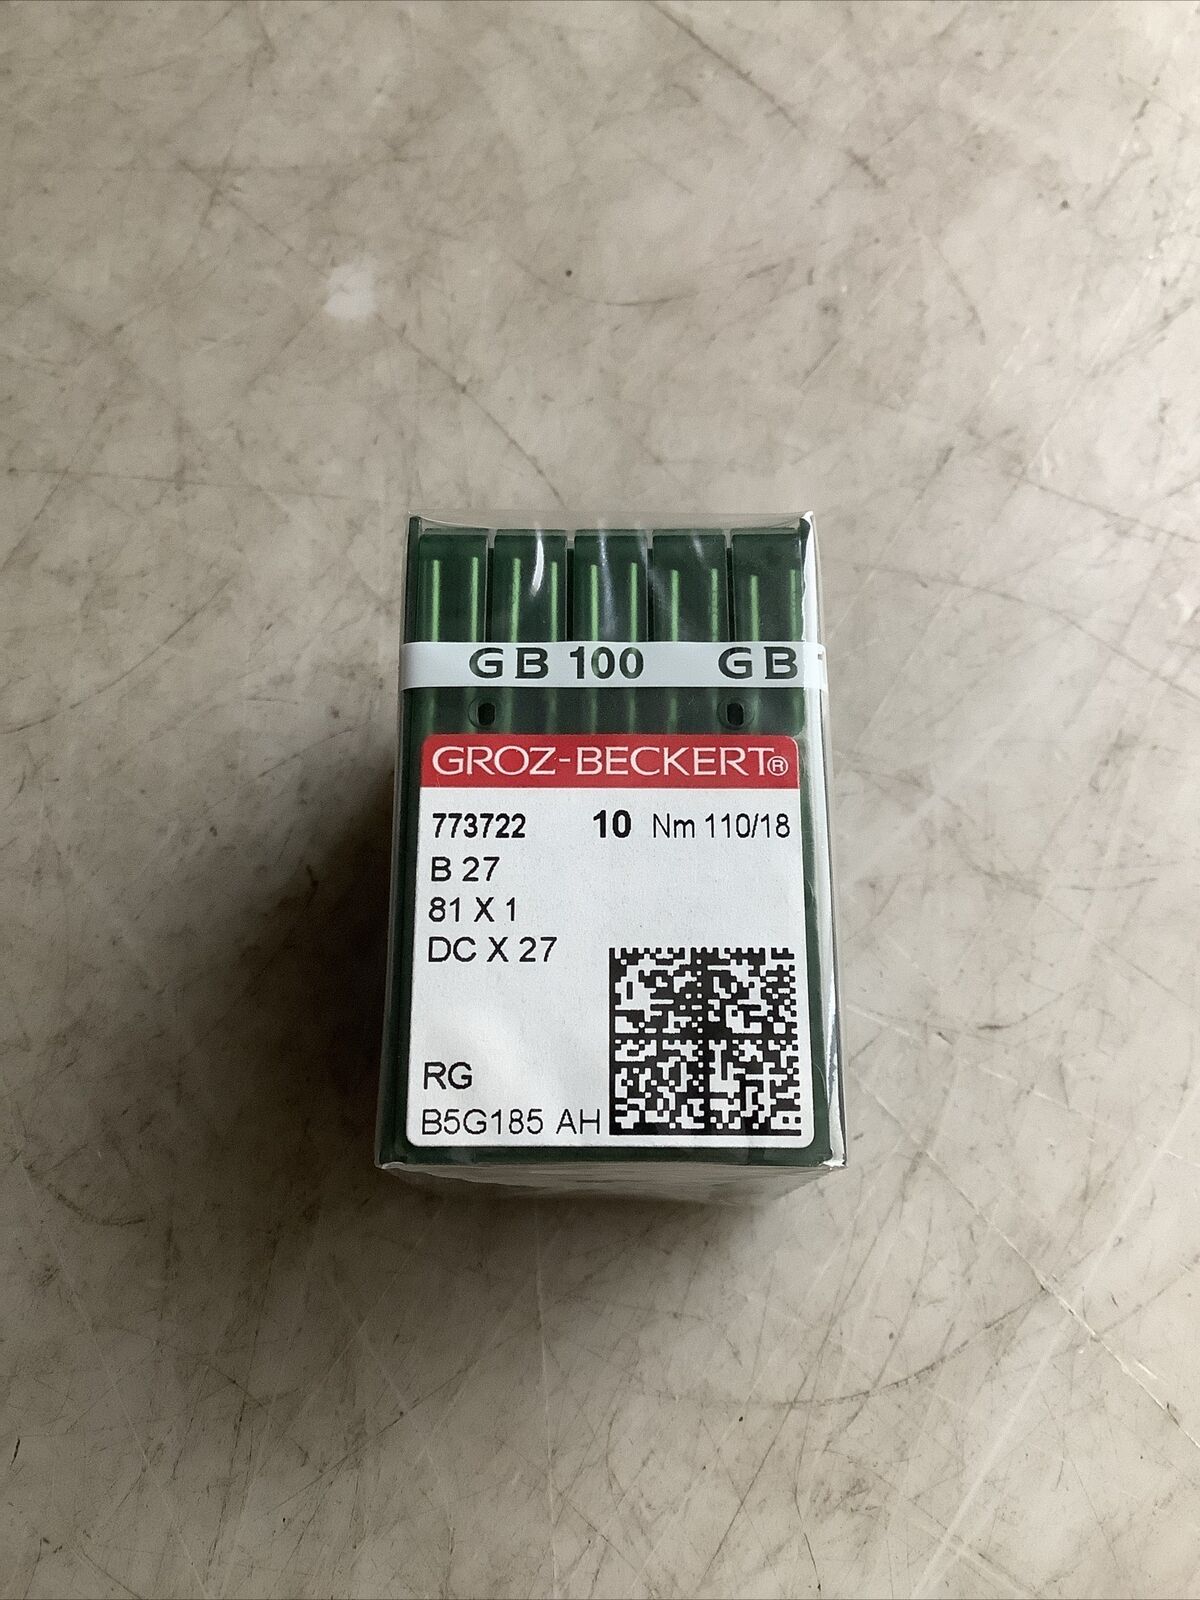 GB 100 GB
GROZ-BECKERT®
773722 10 Nm 110/18
B 27
81 X 1
DC X 27
RG
B5G185 AH